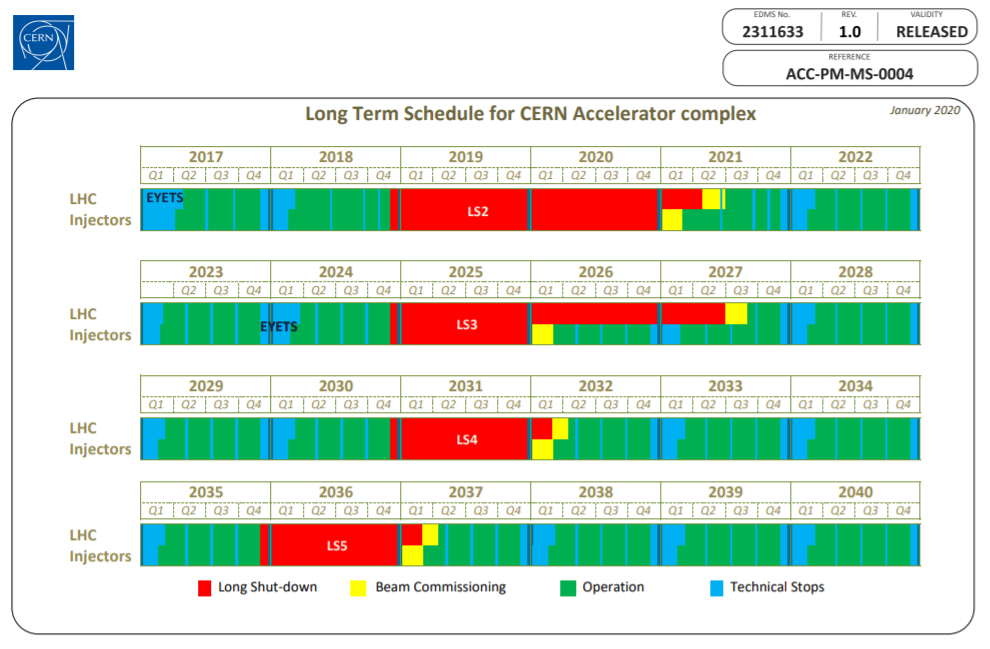 CERN
EDMS No. REV. VALIDITY
2311633 1.0 RELEASED
REFERENCE
ACC-PM-MS-0004
Long Term Schedule for CERN Accelerator complex
January 2020
2017 2018 2019 2020 2021 2022
Q1 Q2 Q3 Q4 Q1 Q2 Q3 Q4 Q1 Q2 Q3 Q4 Q1 Q2 Q3 Q4 Q1 Q2 Q3 Q4 Q1 Q2 Q3 Q4
LHC EYETS
LS2
Injectors
2023 2024 2025 2026 2027 2028
Q2 Q3 Q4 Q1 Q2 Q3 Q4 Q1 Q2 Q3 Q4 Q1 Q2 Q3 Q4 Q1 Q2 Q3 Q4 Q1 Q2 Q3 Q4
LHC
EYETS LS3
Injectors
2029 2030 2031 2032 2033 2034
Q1 Q2 Q3 Q4 Q1 Q2 Q3 Q4 Q1 Q2 Q3 Q4 Q1 Q2 Q3 Q4 Q1 Q2 Q3 Q4 Q1 Q2 Q3 Q4
LHC
LS4
Injectors
2035 2036 2037 2038 2039 2040
Q1 Q2 Q3 Q4 Q1 Q2 Q3 Q4 Q1 Q2 Q3 Q4 Q1 Q2 Q3 Q4 Q1 Q2 Q3 Q4 Q1 Q2 Q3 Q4
LHC
LS5
Injectors
Long Shut-down Beam Commissioning Operation Technical Stops